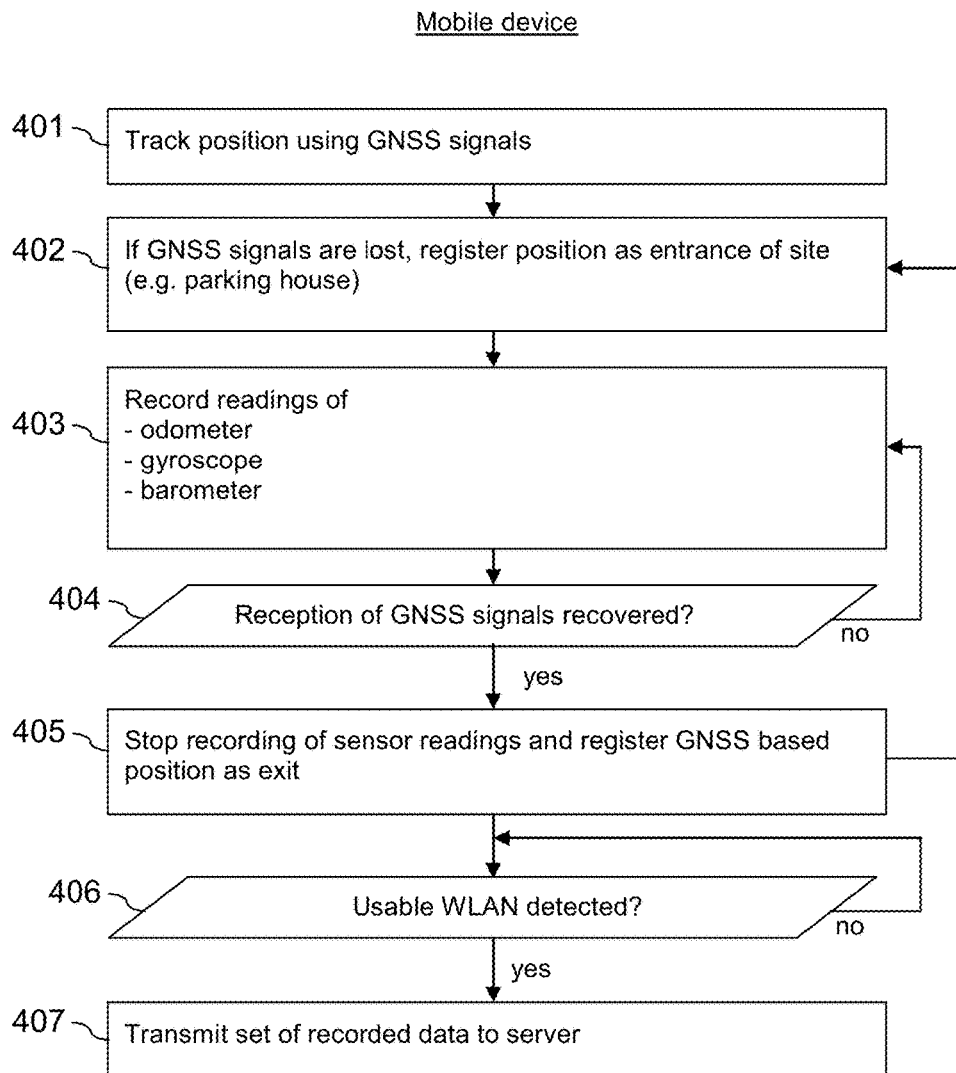 Mobile device
401
Track position using GNSS signals
402
If GNSS signals are lost, register position as entrance of site
(e.g. parking house)
403
Record readings of
- odometer
- gyroscope
- barometer
404
Reception of GNSS signals recovered?
no
yes
405
Stop recording of sensor readings and register GNSS based
position as exit
406
Usable WLAN detected?
no
yes
407
Transmit set of recorded data to server